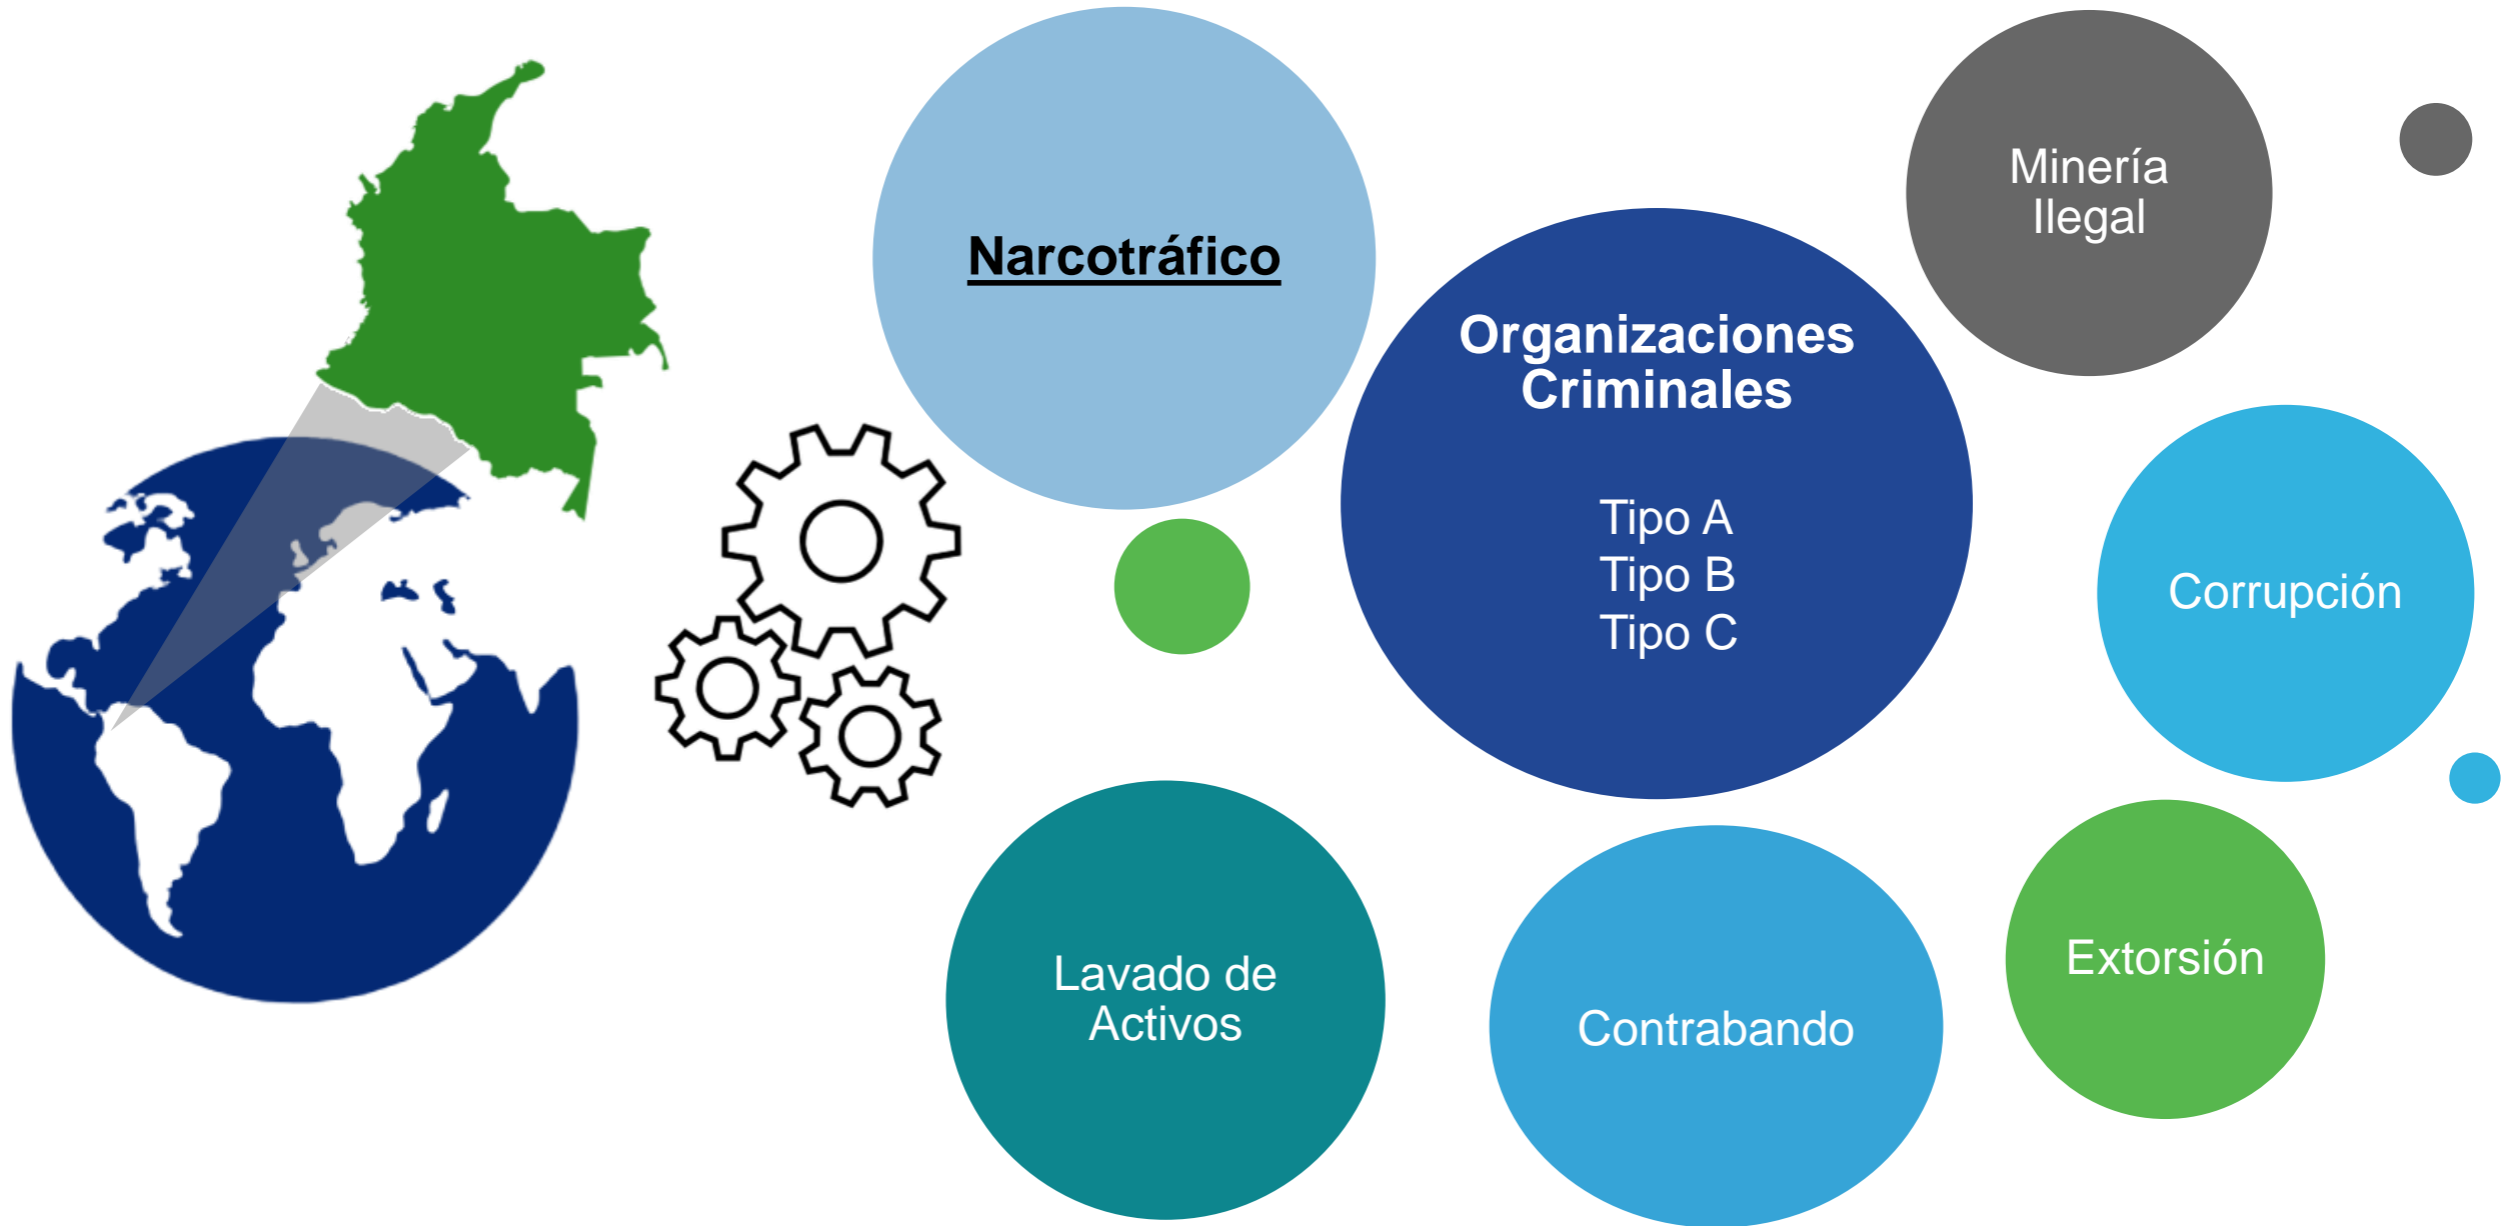 Narcotráfico
Organizaciones
Criminales
Tipo A
Tipo B
Tipo C
Minería
Ilegal
Corrupción
Extorsión
Contrabando
Lavado de
Activos